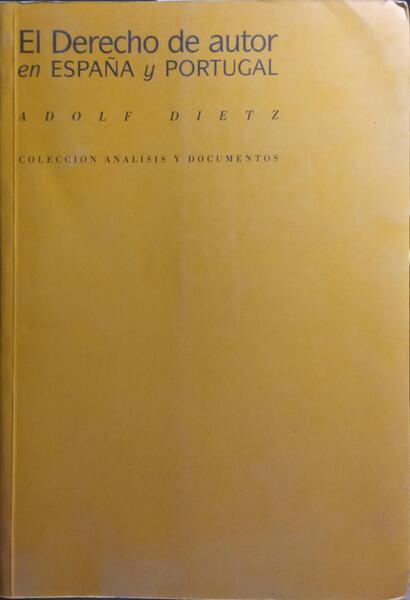 El Derecho de autor
en ESPAÑA y PORTUGAL
ADOLF DIETZ
COLECCION ANALISIS Y DOCUMENTOS